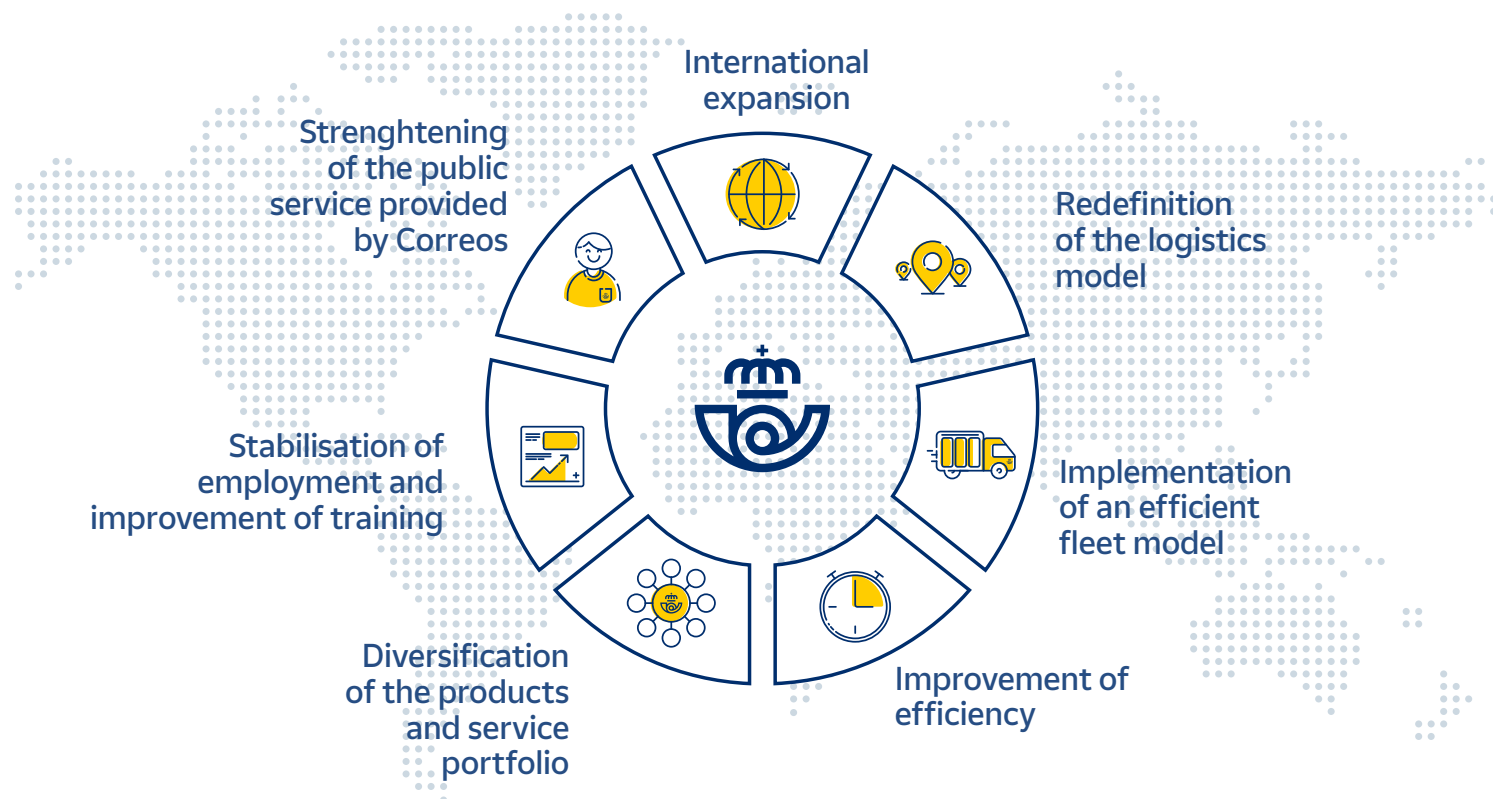 International
expansion
Strenghtening
of the public
service provided
by Correos
Redefinition
of the logistics
model
Stabilisation of
employment and
improvement of training
Implementation
of an efficient
fleet model
Diversification
of the products
and service
portfolio
Improvement of
efficiency